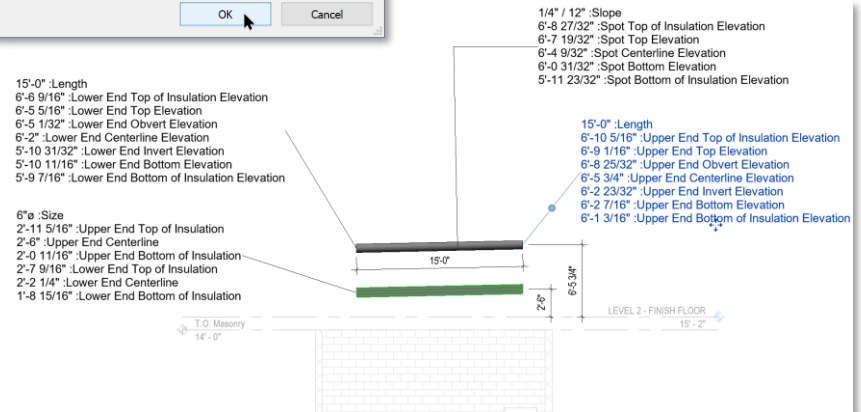 OK Cancel
1/4" / 12" :Slope
6'-8 27/32" :Spot Top of Insulation Elevation
6'-7 19/32" :Spot Top Elevation
6'-4 9/32" :Spot Centerline Elevation
6'-0 31/32" :Spot Bottom Elevation
5'-11 23/32" :Spot Bottom of Insulation Elevation
15'-0" :Length
6'-6 9/16" :Lower End Top of Insulation Elevation
6'-5 5/16" :Lower End Top Elevation
6'-5 1/32" :Lower End Obvert Elevation
6'-2" :Lower End Centerline Elevation
5'-10 31/32" :Lower End Invert Elevation
5'-10 11/16" :Lower End Bottom Elevation
5'-9 7/16" :Lower End Bottom of Insulation Elevation
15'-0" :Length
6'-10 5/16" :Upper End Top of Insulation Elevation
6'-9 1/16" :Upper End Top Elevation
6'-8 25/32" :Upper End Obvert Elevation
6'-5 3/4" :Upper End Centerline Elevation
6'-2 23/32" :Upper End Invert Elevation
6'-2 7/16" :Upper End Bottom Elevation
6'-1 3/16" :Upper End Bottom of Insulation Elevation
6"ø :Size
2'-11 5/16" :Upper End Top of Insulation
2'-6" :Upper End Centerline
2'-0 11/16" :Upper End Bottom of Insulation
2'-7 9/16" :Lower End Top of Insulation
2'-2 1/4" :Lower End Centerline
1'-8 15/16" :Lower End Bottom of Insulation
15'-0"
2'-6"
6'-5 3/4"
T.O. Masonry
14' - 0"
LEVEL 2 - FINISH FLOOR
15' - 2"